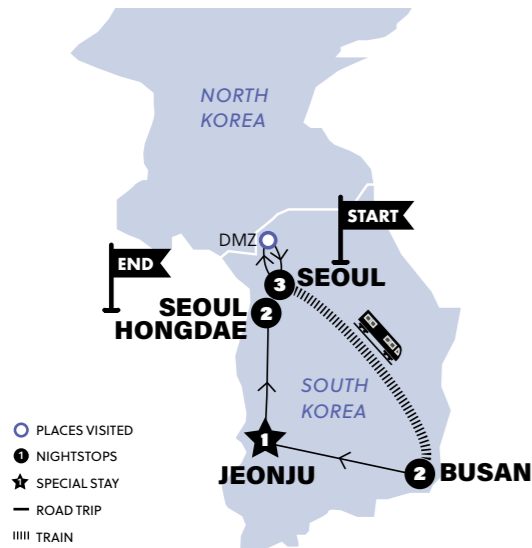 NORTH
KOREA
START
DMZ
END
3 SEOUL
SEOUL
HONGDAE
2
SOUTH
KOREA
1
JEONJU
2 BUSAN
PLACES VISITED
1 NIGHTSTOPS
1 SPECIAL STAY
ROAD TRIP
TRAIN